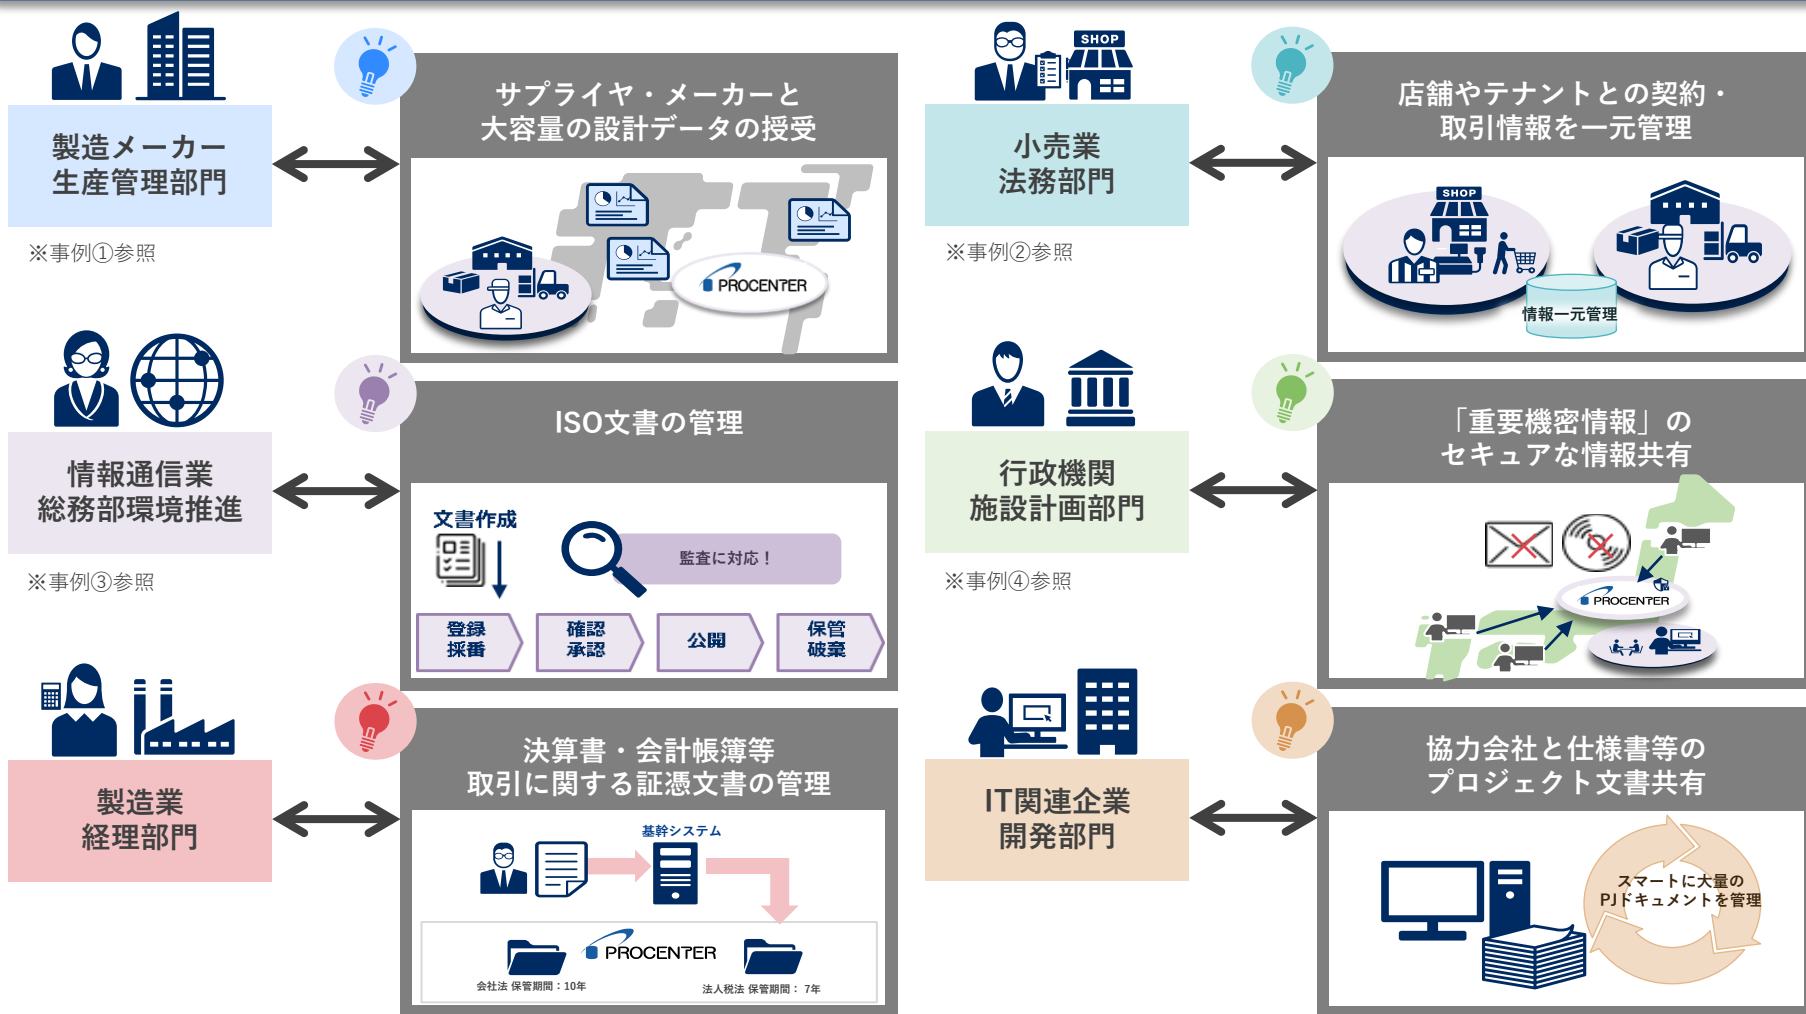 製造メーカー
生産管理部門
※事例①参照
サプライヤ・メーカーと
大容量の設計データの授受
PROCENTER
SHOP
小売業
法務部門
※事例②参照
店舗やテナントとの契約・
取引情報を一元管理
SHOP
情報一元管理
情報通信業
総務部環境推進
※事例③参照
ISO文書の管理
文書作成
監査に対応！
登録
採番
確認
承認
公開
保管
破棄
行政機関
施設計画部門
※事例④参照
「重要機密情報」の
セキュアな情報共有
PROCENTER
製造業
経理部門
決算書・会計帳簿等
取引に関する証憑文書の管理
基幹システム
PROCENTER
会社法 保管期間：10年
法人税法 保管期間： 7年
IT関連企業
開発部門
協力会社と仕様書等の
プロジェクト文書共有
スマートに大量の
PJドキュメントを管理